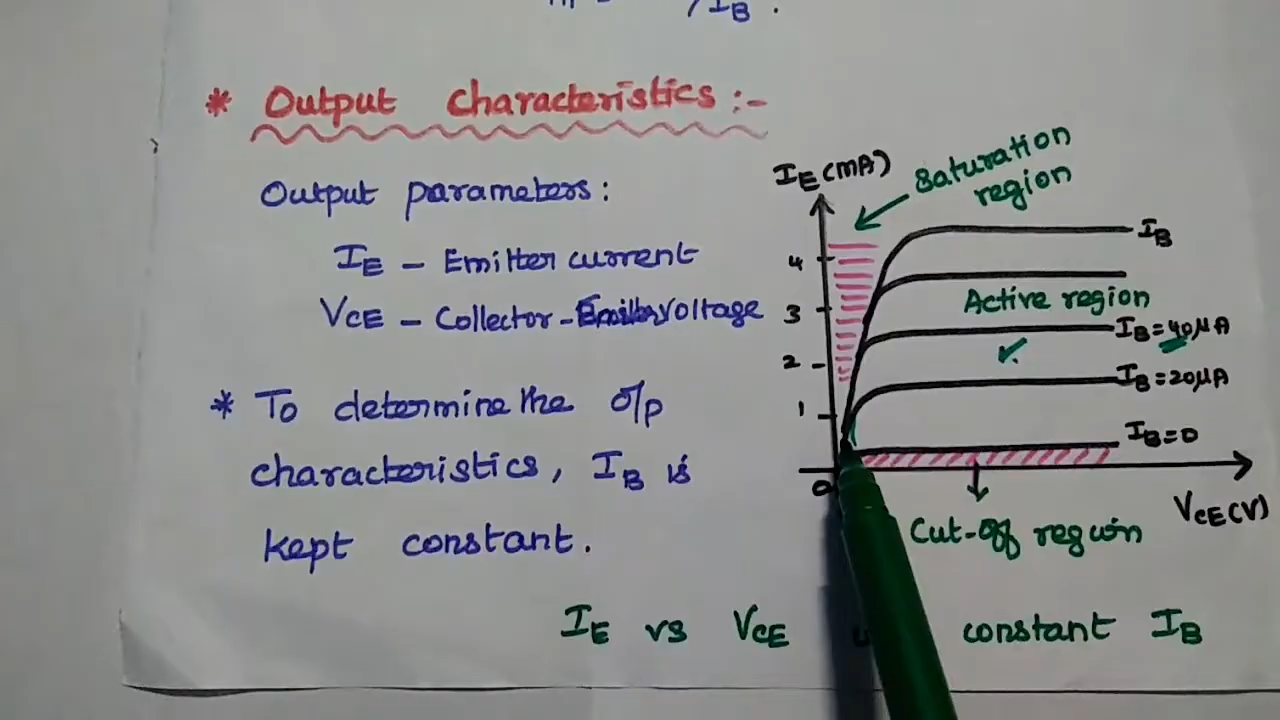 /IB.
* Output characteristics :-
Output parameters :
IE - Emitter current
VCE - Collector - Emitter voltage
* To determine the o/p
characteristics, IB is
kept constant.
IE vs VCE constant IB
IE (mA)
Saturation
region
4
3
2
1
0
IB
Active region
IB = 40μA
IB = 20μA
IB = 0
VCE (V)
Cut-off region